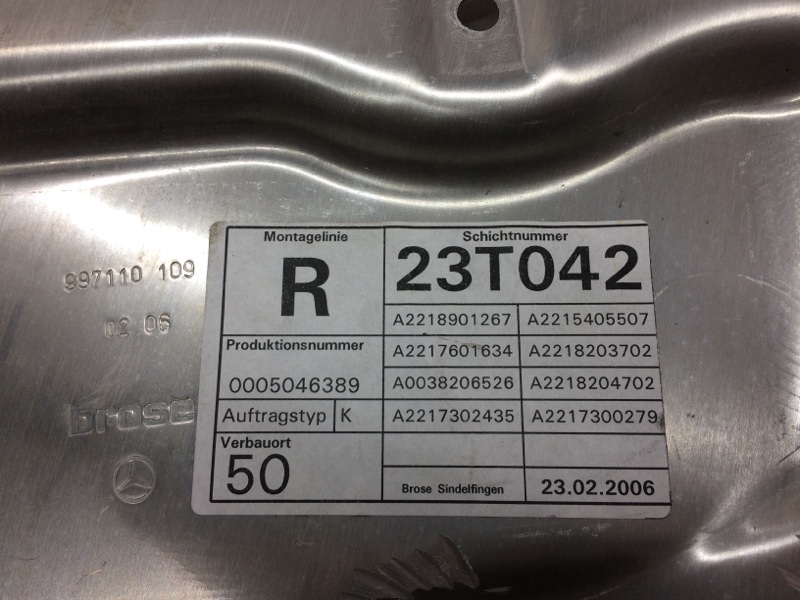 997110 109
02 06
brose
Montagelinie
R
Schichtnummer
23T042
A2218901267 A2215405507
A2217601634 A2218203702
A0038206526 A2218204702
A2217302435 A2217300279
Produktionsnummer
0005046389
Auftragstyp K
Verbauort
50
Brose Sindelfingen 23.02.2006